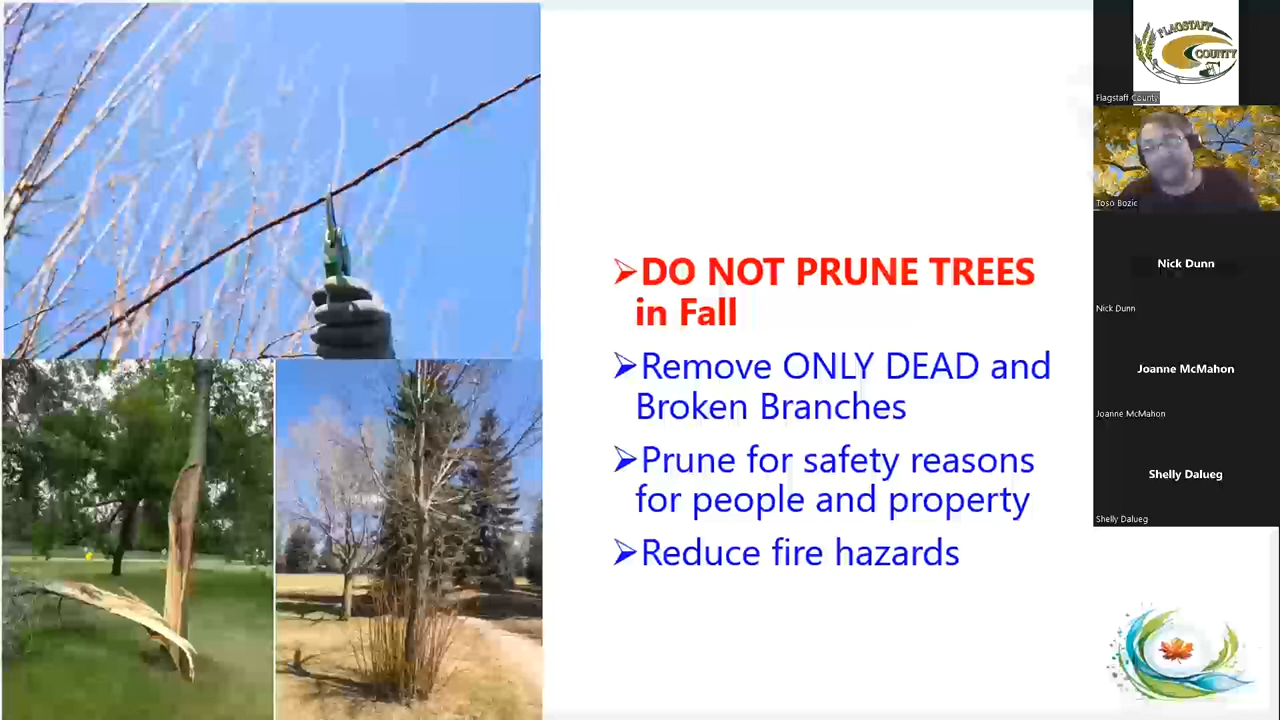 ➢DO NOT PRUNE TREES
in Fall
➢Remove ONLY DEAD and
Broken Branches
➢Prune for safety reasons
for people and property
➢Reduce fire hazards
FLAGSTAFF
COUNTY
Flagstaff County
Toso Bozic
Nick Dunn
Nick Dunn
Joanne McMahon
Joanne McMahon
Shelly Dalueg
Shelly Dalueg